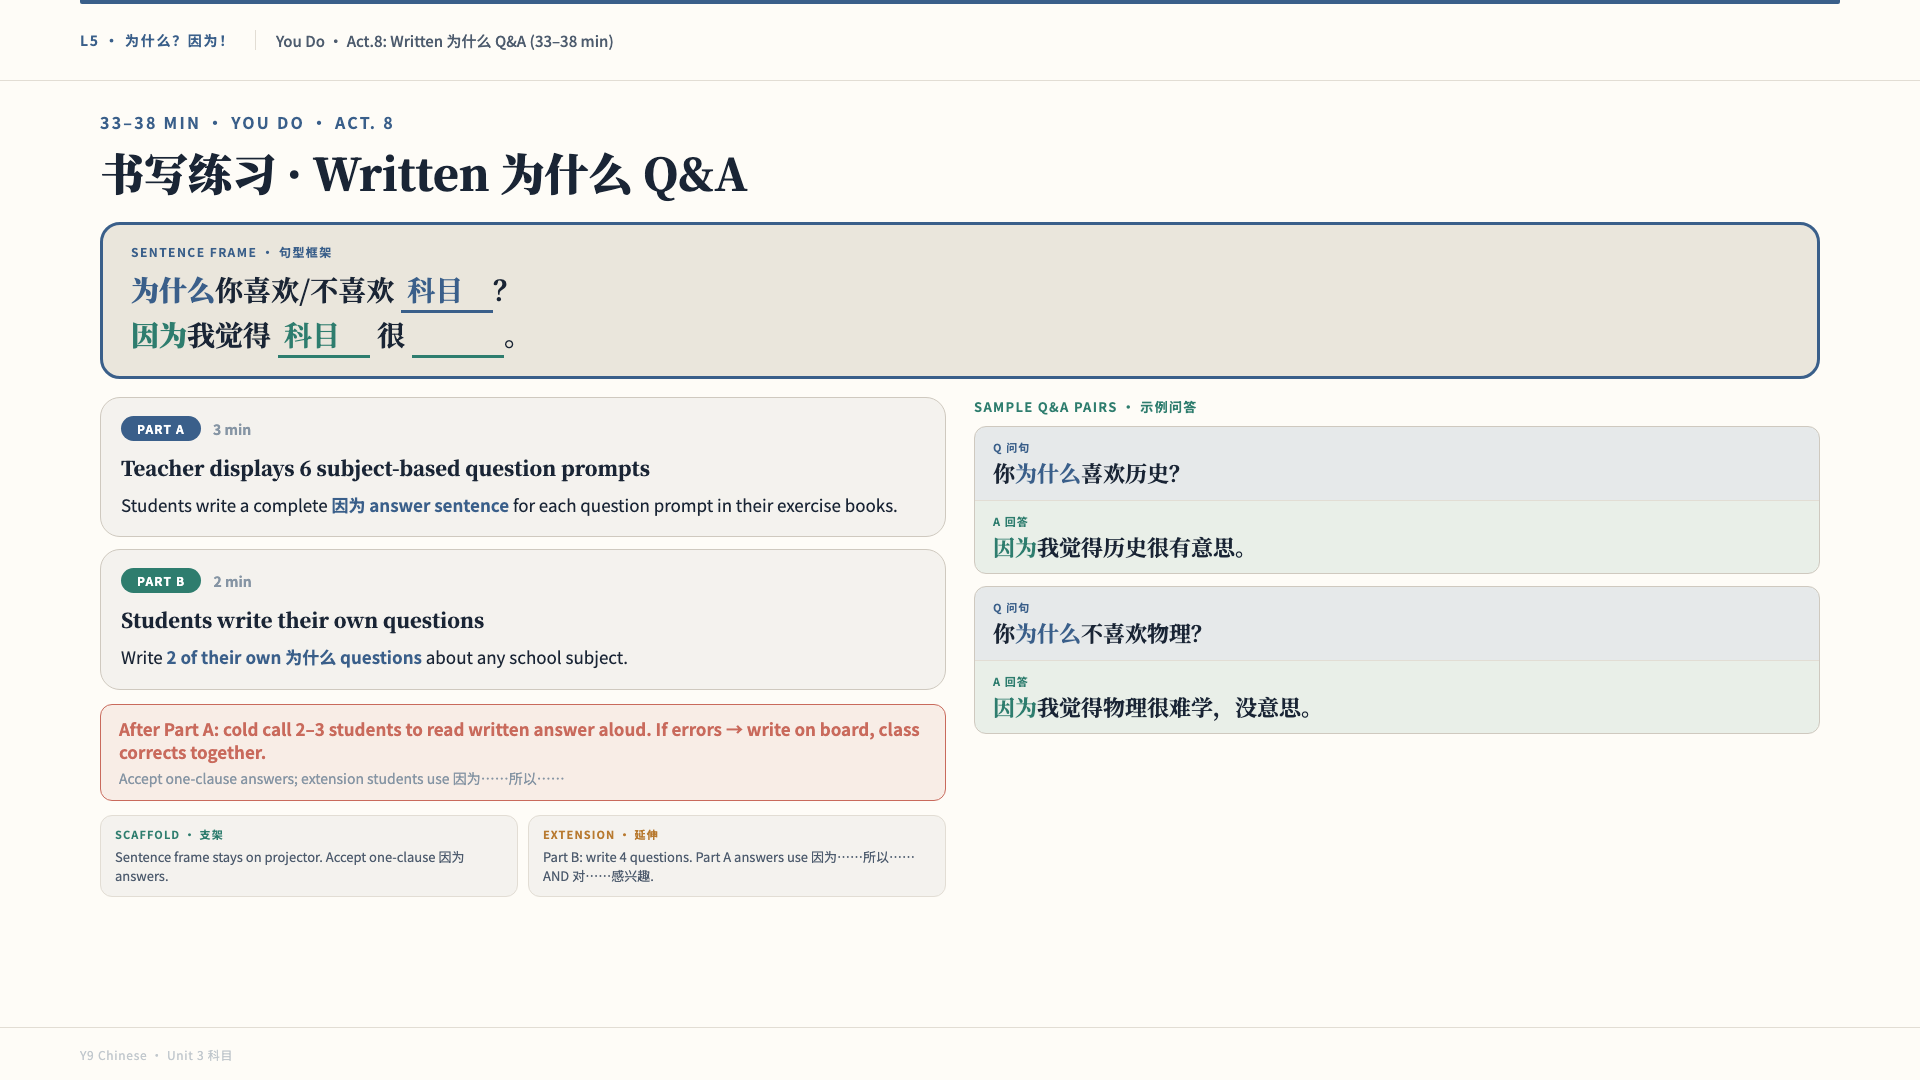 L5 • 为什么？因为！
You Do • Act.8: Written 为什么 Q&A (33–38 min)
33–38 MIN • YOU DO • ACT. 8
书写练习 · Written 为什么 Q&A
SENTENCE FRAME • 句型框架
为什么你喜欢/不喜欢 科目 ?
因为我觉得 科目 很 ______。
PART A 3 min
Teacher displays 6 subject-based question prompts
Students write a complete 因为 answer sentence for each question prompt in their exercise books.
PART B 2 min
Students write their own questions
Write 2 of their own 为什么 questions about any school subject.
After Part A: cold call 2–3 students to read written answer aloud. If errors → write on board, class
corrects together.
Accept one-clause answers; extension students use 因为……所以……
SCAFFOLD • 支架
Sentence frame stays on projector. Accept one-clause 因为
answers.
EXTENSION • 延伸
Part B: write 4 questions. Part A answers use 因为……所以……
AND 对……感兴趣.
SAMPLE Q&A PAIRS • 示例问答
Q 问句
你为什么喜欢历史？
A 回答
因为我觉得历史很有意思。
Q 问句
你为什么不喜欢物理？
A 回答
因为我觉得物理很难学，没意思。
Y9 Chinese • Unit 3 科目